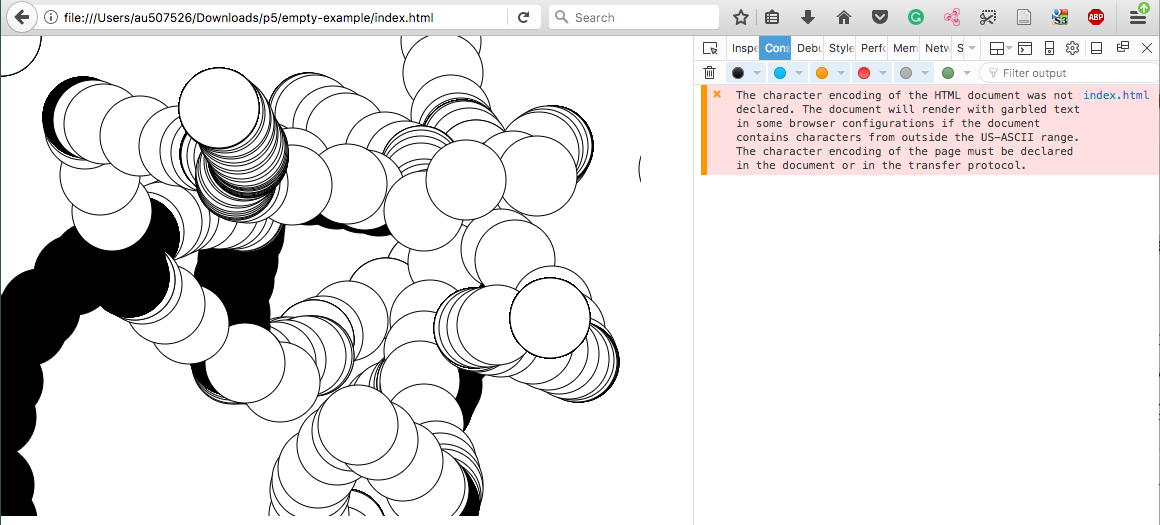 file:///Users/au507526/Downloads/p5/empty-example/index.html
Search
ABP
Inspe
Cons
Debu
Style
Perfo
Mem
Netw
S
Filter output
The character encoding of the HTML document was not index.html
declared. The document will render with garbled text
in some browser configurations if the document
contains characters from outside the US-ASCII range.
The character encoding of the page must be declared
in the document or in the transfer protocol.